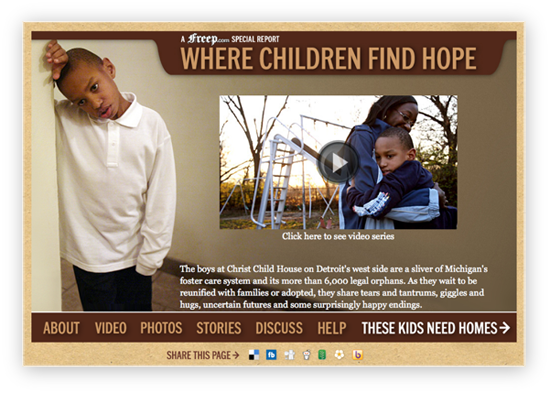 A Freep.com SPECIAL REPORT
WHERE CHILDREN FIND HOPE
Click here to see video series
The boys at Christ Child House on Detroit's west side are a sliver of Michigan's
foster care system and its more than 6,000 legal orphans. As they wait to be
reunified with families or adopted, they share tears and tantrums, giggles and
hugs, uncertain futures and some surprisingly happy endings.
ABOUT VIDEO PHOTOS STORIES DISCUSS HELP THESE KIDS NEED HOMES
SHARE THIS PAGE